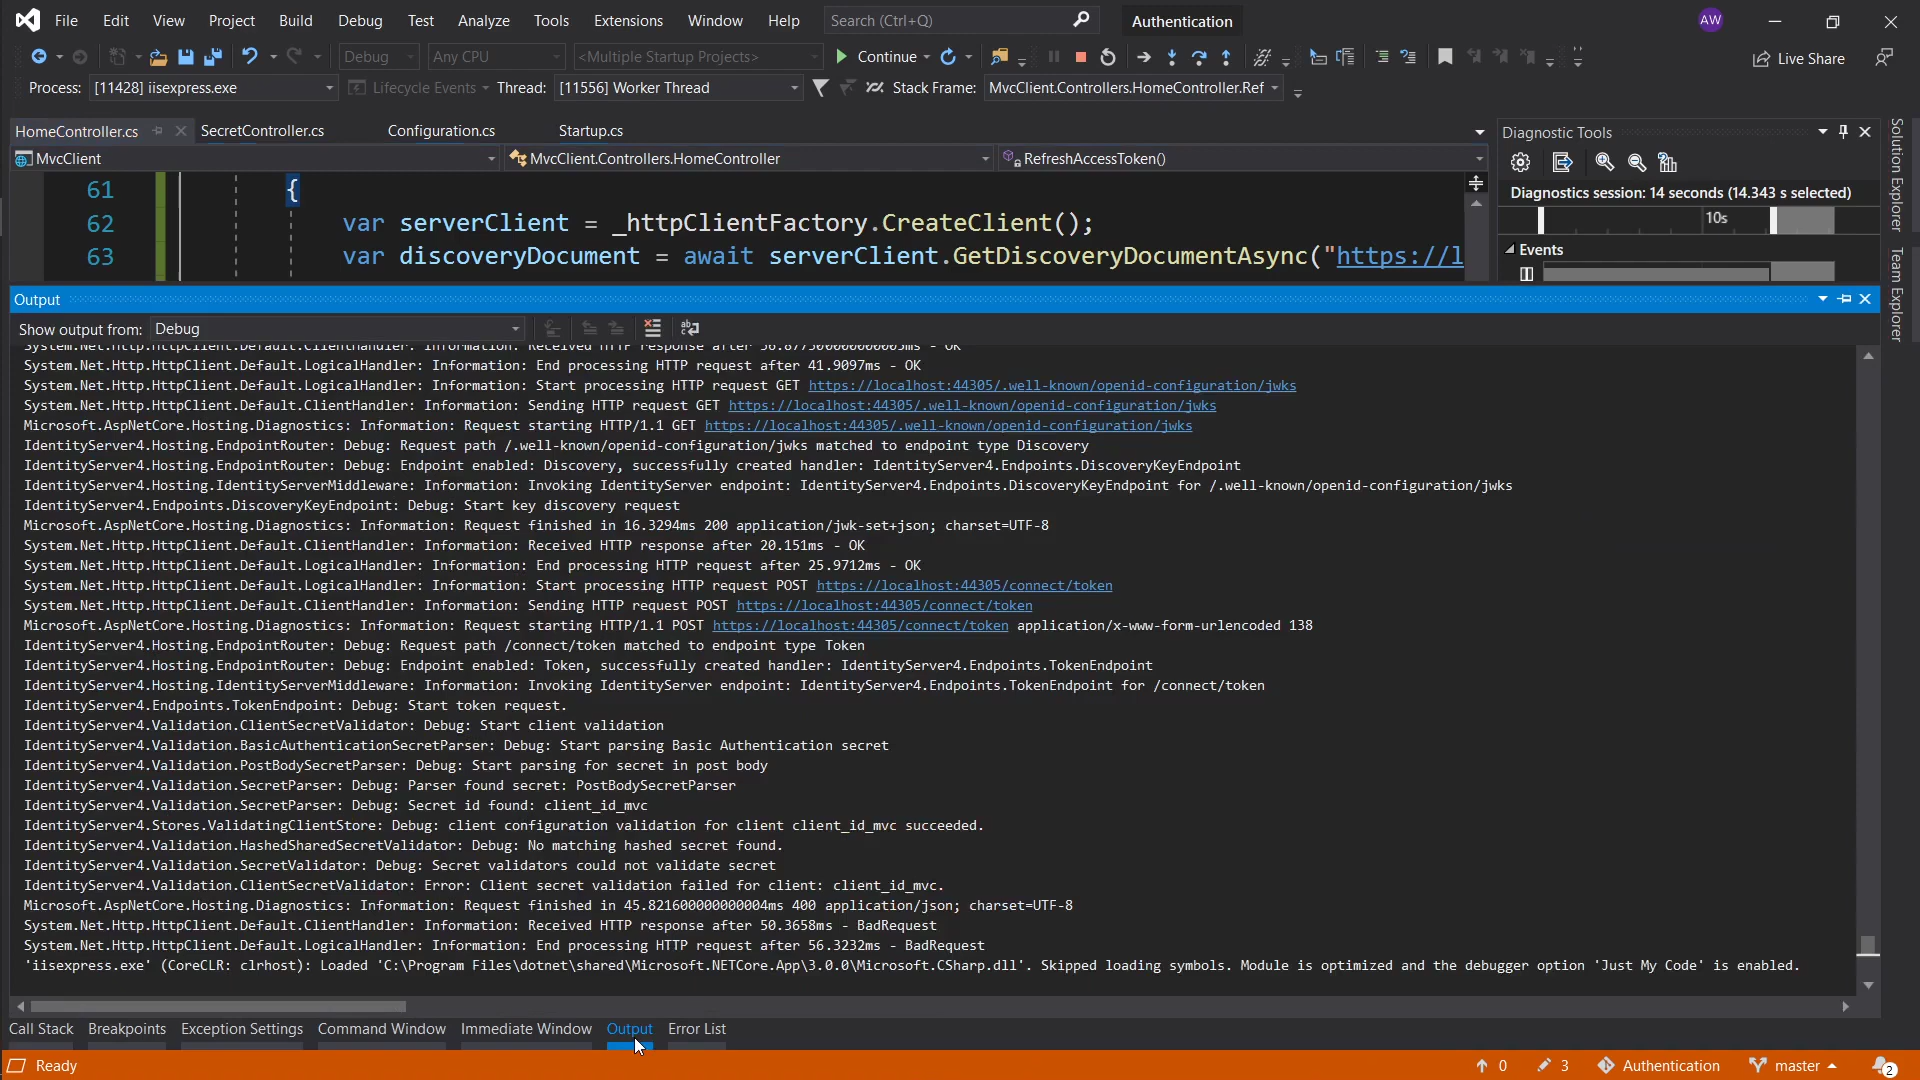 File Edit View Project Build Debug Test Analyze Tools Extensions Window Help Search (Ctrl+Q) Authentication AW
Debug Any CPU <Multiple Startup Projects> Continue Live Share
Process: [11428] iisexpress.exe Lifecycle Events Thread: [11556] Worker Thread Stack Frame: MvcClient.Controllers.HomeController.Ref
HomeController.cs SecretController.cs Configuration.cs Startup.cs
MvcClient MvcClient.Controllers.HomeController RefreshAccessToken()
61 {
62 var serverClient = _httpClientFactory.CreateClient();
63 var discoveryDocument = await serverClient.GetDiscoveryDocumentAsync("https://l
Diagnostic Tools
Diagnostics session: 14 seconds (14.343 s selected)
10s
Events
Solution Explorer
Team Explorer
Output
Show output from: Debug
System.Net.Http.HttpClient.Default.ClientHandler: Information: Received HTTP response after - OK
System.Net.Http.HttpClient.Default.LogicalHandler: Information: End processing HTTP request after 41.9097ms - OK
System.Net.Http.HttpClient.Default.LogicalHandler: Information: Start processing HTTP request GET https://localhost:44305/.well-known/openid-configuration/jwks
System.Net.Http.HttpClient.Default.ClientHandler: Information: Sending HTTP request GET https://localhost:44305/.well-known/openid-configuration/jwks
Microsoft.AspNetCore.Hosting.Diagnostics: Information: Request starting HTTP/1.1 GET https://localhost:44305/.well-known/openid-configuration/jwks
IdentityServer4.Hosting.EndpointRouter: Debug: Request path /.well-known/openid-configuration/jwks matched to endpoint type Discovery
IdentityServer4.Hosting.EndpointRouter: Debug: Endpoint enabled: Discovery, successfully created handler: IdentityServer4.Endpoints.DiscoveryKeyEndpoint
IdentityServer4.Hosting.IdentityServerMiddleware: Information: Invoking IdentityServer endpoint: IdentityServer4.Endpoints.DiscoveryKeyEndpoint for /.well-known/openid-configuration/jwks
IdentityServer4.Endpoints.DiscoveryKeyEndpoint: Debug: Start key discovery request
Microsoft.AspNetCore.Hosting.Diagnostics: Information: Request finished in 16.3294ms 200 application/jwk-set+json; charset=UTF-8
System.Net.Http.HttpClient.Default.ClientHandler: Information: Received HTTP response after 20.151ms - OK
System.Net.Http.HttpClient.Default.LogicalHandler: Information: End processing HTTP request after 25.9712ms - OK
System.Net.Http.HttpClient.Default.LogicalHandler: Information: Start processing HTTP request POST https://localhost:44305/connect/token
System.Net.Http.HttpClient.Default.ClientHandler: Information: Sending HTTP request POST https://localhost:44305/connect/token
Microsoft.AspNetCore.Hosting.Diagnostics: Information: Request starting HTTP/1.1 POST https://localhost:44305/connect/token application/x-www-form-urlencoded 138
IdentityServer4.Hosting.EndpointRouter: Debug: Request path /connect/token matched to endpoint type Token
IdentityServer4.Hosting.EndpointRouter: Debug: Endpoint enabled: Token, successfully created handler: IdentityServer4.Endpoints.TokenEndpoint
IdentityServer4.Hosting.IdentityServerMiddleware: Information: Invoking IdentityServer endpoint: IdentityServer4.Endpoints.TokenEndpoint for /connect/token
IdentityServer4.Endpoints.TokenEndpoint: Debug: Start token request.
IdentityServer4.Validation.ClientSecretValidator: Debug: Start client validation
IdentityServer4.Validation.BasicAuthenticationSecretParser: Debug: Start parsing Basic Authentication secret
IdentityServer4.Validation.PostBodySecretParser: Debug: Start parsing for secret in post body
IdentityServer4.Validation.SecretParser: Debug: Parser found secret: PostBodySecretParser
IdentityServer4.Validation.SecretParser: Debug: Secret id found: client_id_mvc
IdentityServer4.Stores.ValidatingClientStore: Debug: client configuration validation for client client_id_mvc succeeded.
IdentityServer4.Validation.HashedSharedSecretValidator: Debug: No matching hashed secret found.
IdentityServer4.Validation.SecretValidator: Debug: Secret validators could not validate secret
IdentityServer4.Validation.ClientSecretValidator: Error: Client secret validation failed for client: client_id_mvc.
Microsoft.AspNetCore.Hosting.Diagnostics: Information: Request finished in 45.821600000000004ms 400 application/json; charset=UTF-8
System.Net.Http.HttpClient.Default.ClientHandler: Information: Received HTTP response after 50.3658ms - BadRequest
System.Net.Http.HttpClient.Default.LogicalHandler: Information: End processing HTTP request after 56.3232ms - BadRequest
'iisexpress.exe' (CoreCLR: clrhost): Loaded 'C:\Program Files\dotnet\shared\Microsoft.NETCore.App\3.0.0\Microsoft.CSharp.dll'. Skipped loading symbols. Module is optimized and the debugger option 'Just My Code' is enabled.
Call Stack Breakpoints Exception Settings Command Window Immediate Window Output Error List
Ready 0 3 Authentication master 2